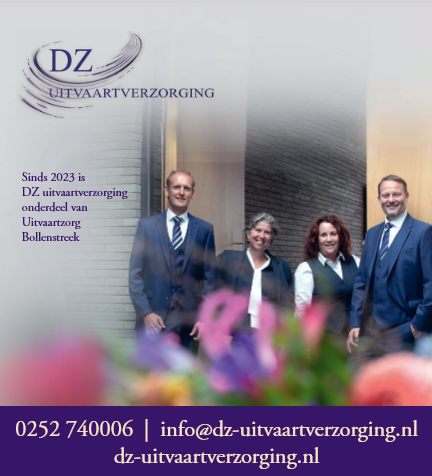 DZ
UITVAARTVERZORGING
Sinds 2023 is
DZ uitvaartverzorging
onderdeel van
Uitvaartzorg
Bollenstreek
0252 740006 | info@dz-uitvaartverzorging.nl
dz-uitvaartverzorging.nl